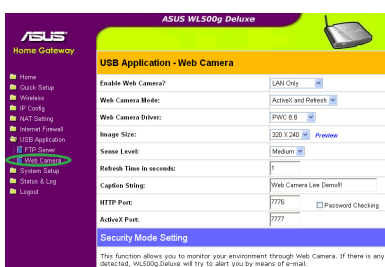 ASUS WL500g Deluxe
ASUS
Home Gateway
Home
Quick Setup
Wireless
IP Config
NAT Setting
Internet Firewall
USB Application
FTP Server
Web Camera
System Setup
Status & Log
Logout
USB Application - Web Camera
Enable Web Camera? LAN Only
Web Camera Mode: ActiveX and Refresh
Web Camera Driver: PWC 8.8
Image Size: 320 X 240 Preview
Sense Level: Medium
Refresh Time in seconds: 1
Caption String: Web Camera Live Demo!!!
HTTP Port: 7776 Password Checking
ActiveX Port: 7777
Security Mode Setting
This function allows you to monitor your environment through Web Camera. If there is any
detected, WL500g.Deluxe will try to alert you by means of e-mail.